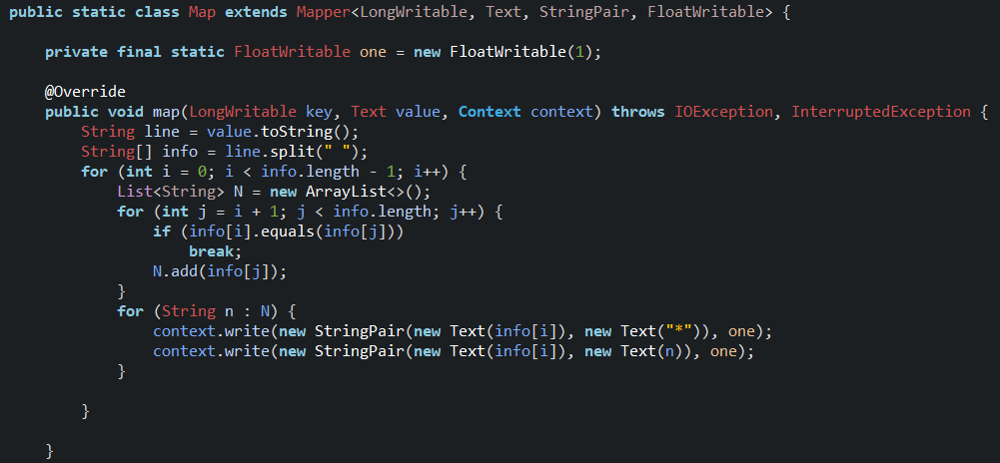 public static class Map extends Mapper<LongWritable, Text, StringPair, FloatWritable> {
private final static FloatWritable one = new FloatWritable(1);
@Override
public void map(LongWritable key, Text value, Context context) throws IOException, InterruptedException {
String line = value.toString();
String[] info = line.split(" ");
for (int i = 0; i < info.length - 1; i++) {
List<String> N = new ArrayList<>();
for (int j = i + 1; j < info.length; j++) {
if (info[i].equals(info[j]))
break;
N.add(info[j]);
}
for (String n : N) {
context.write(new StringPair(new Text(info[i]), new Text("*")), one);
context.write(new StringPair(new Text(info[i]), new Text(n)), one);
}
}
}